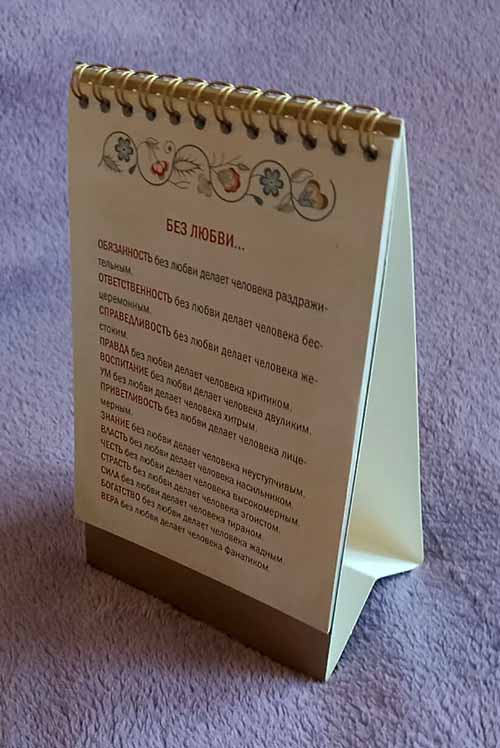 БЕЗ ЛЮБВИ...
ОБЯЗАННОСТЬ без любви делает человека раздражи-
тельным.
ОТВЕТСТВЕННОСТЬ без любви делает человека бес-
церемонным.
СПРАВЕДЛИВОСТЬ без любви делает человека же-
стоким.
ПРАВДА без любви делает человека критиком.
ВОСПИТАНИЕ без любви делает человека двуликим.
УМ без любви делает человека хитрым.
ПРИВЕТЛИВОСТЬ без любви делает человека лице-
мерным.
ЗНАНИЕ без любви делает человека неуступчивым.
ВЛАСТЬ без любви делает человека насильником.
ЧЕСТЬ без любви делает человека высокомерным.
СТРАСТЬ без любви делает человека эгоистом.
СИЛА без любви делает человека тираном.
БОГАТСТВО без любви делает человека жадным.
ВЕРА без любви делает человека фанатиком.